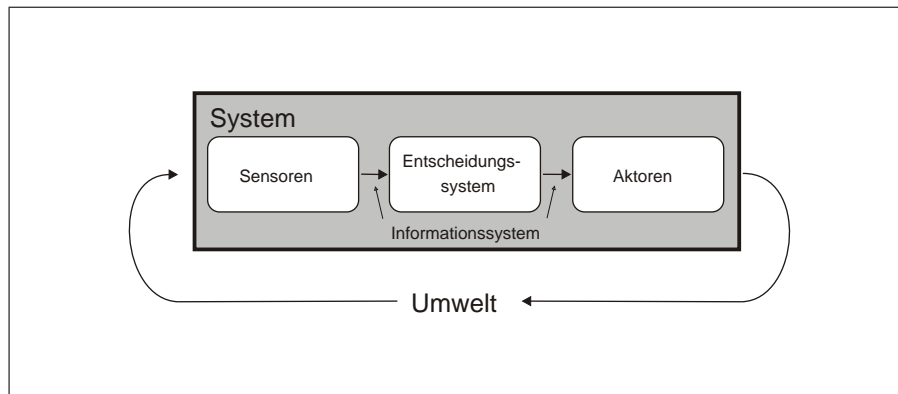 System
Sensoren
Entscheidungs-
system
Aktoren
Informationssystem
Umwelt